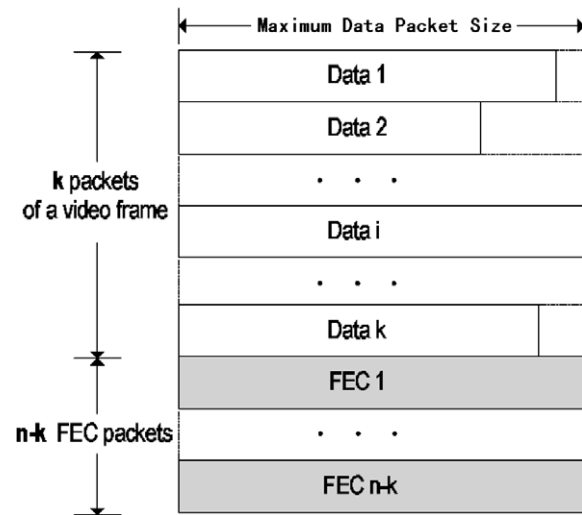 Maximum Data Packet Size
Data 1
Data 2
. . .
k packets
of a video frame
Data i
. . .
Data k
FEC 1
n-k FEC packets
. . .
FEC n-k